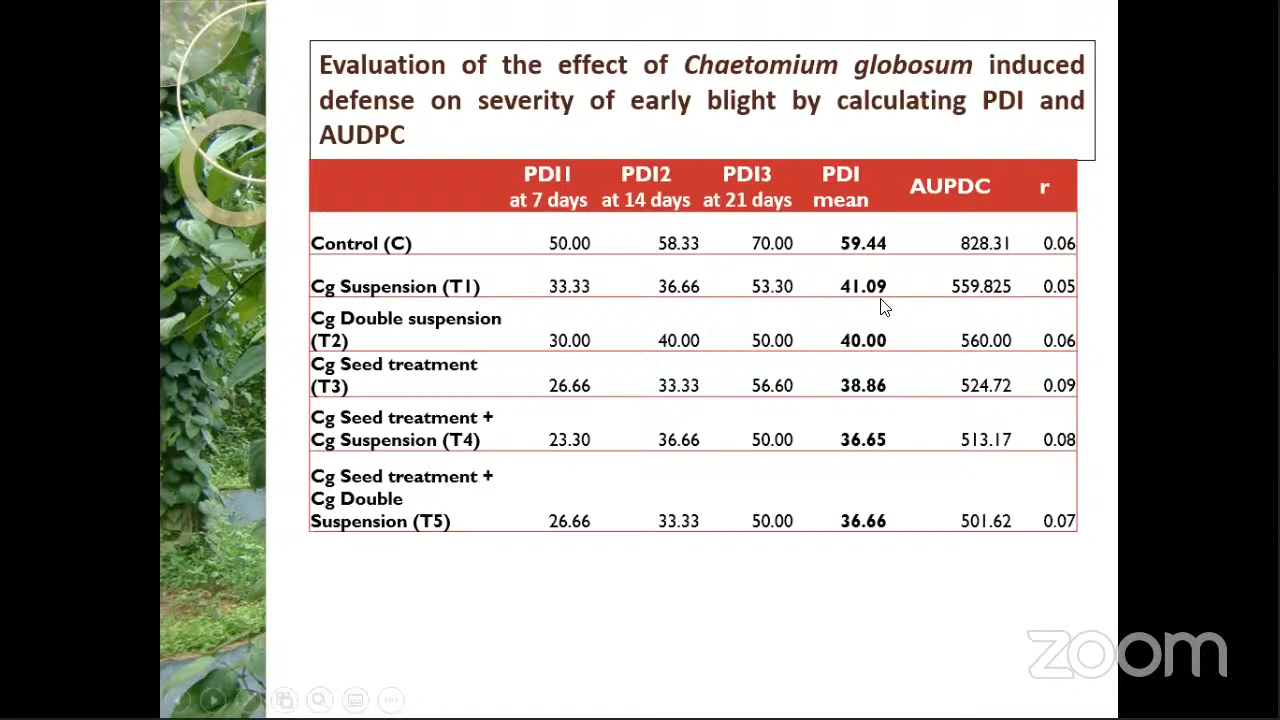 Evaluation of the effect of Chaetomium globosum induced
defense on severity of early blight by calculating PDI and
AUDPC
PDI1 at 7 days PDI2 at 14 days PDI3 at 21 days PDI mean AUPDC r
Control (C) 50.00 58.33 70.00 59.44 828.31 0.06
Cg Suspension (T1) 33.33 36.66 53.30 41.09 559.825 0.05
Cg Double suspension
(T2) 30.00 40.00 50.00 40.00 560.00 0.06
Cg Seed treatment
(T3) 26.66 33.33 56.60 38.86 524.72 0.09
Cg Seed treatment +
Cg Suspension (T4) 23.30 36.66 50.00 36.65 513.17 0.08
Cg Seed treatment +
Cg Double
Suspension (T5) 26.66 33.33 50.00 36.66 501.62 0.07
zoom